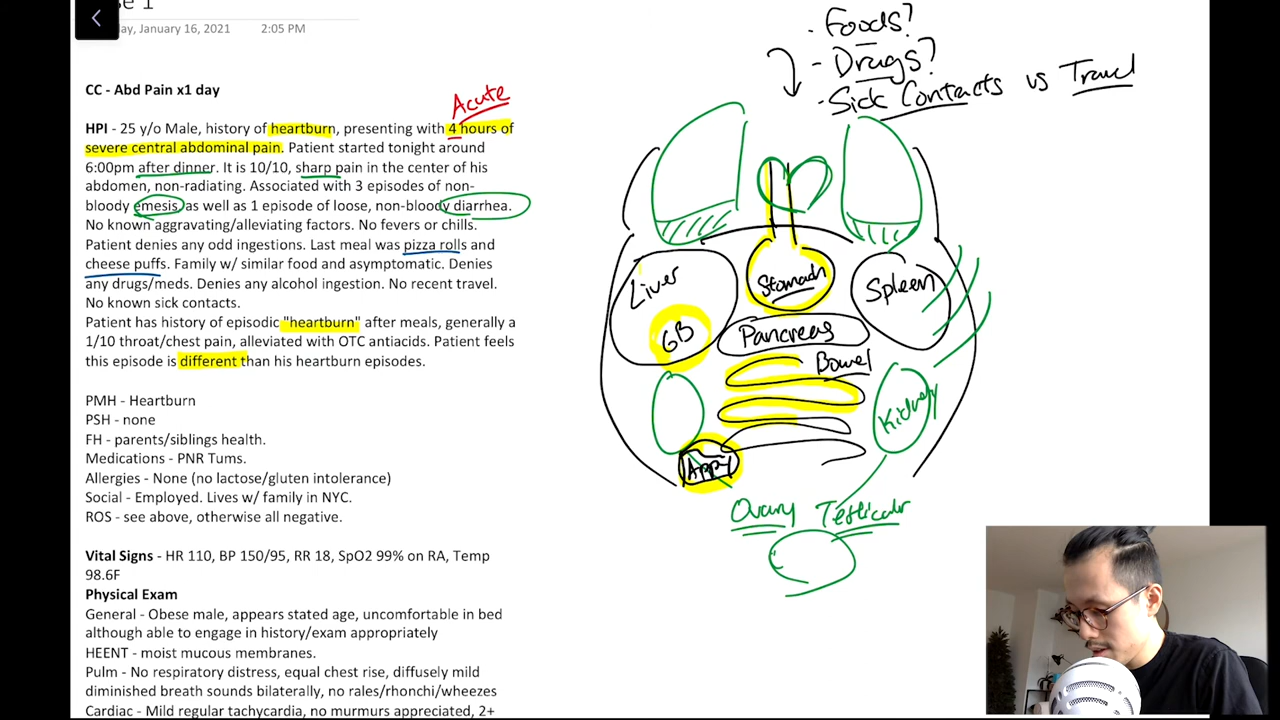 ay, January 16, 2021 2:05 PM
CC - Abd Pain x1 day
Acute
HPI - 25 y/o Male, history of heartburn, presenting with 4 hours of
severe central abdominal pain. Patient started tonight around
6:00pm after dinner. It is 10/10, sharp pain in the center of his
abdomen, non-radiating. Associated with 3 episodes of non-
bloody emesis as well as 1 episode of loose, non-bloody diarrhea.
No known aggravating/alleviating factors. No fevers or chills.
Patient denies any odd ingestions. Last meal was pizza rolls and
cheese puffs. Family w/ similar food and asymptomatic. Denies
any drugs/meds. Denies any alcohol ingestion. No recent travel.
No known sick contacts.
Patient has history of episodic "heartburn" after meals, generally a
1/10 throat/chest pain, alleviated with OTC antiacids. Patient feels
this episode is different than his heartburn episodes.
PMH - Heartburn
PSH - none
FH - parents/siblings health.
Medications - PNR Tums.
Allergies - None (no lactose/gluten intolerance)
Social - Employed. Lives w/ family in NYC.
ROS - see above, otherwise all negative.
Vital Signs - HR 110, BP 150/95, RR 18, SpO2 99% on RA, Temp
98.6F
Physical Exam
General - Obese male, appears stated age, uncomfortable in bed
although able to engage in history/exam appropriately
HEENT - moist mucous membranes.
Pulm - No respiratory distress, equal chest rise, diffusely mild
diminished breath sounds bilaterally, no rales/rhonchi/wheezes
Cardiac - Mild regular tachycardia, no murmurs appreciated, 2+
- Foods?
- Drugs?
- Sick Contacts vs Travel
Liver
Stomach
Spleen
GB
Pancreas
Bowel
Kidney
Appy
Ovary Testicular